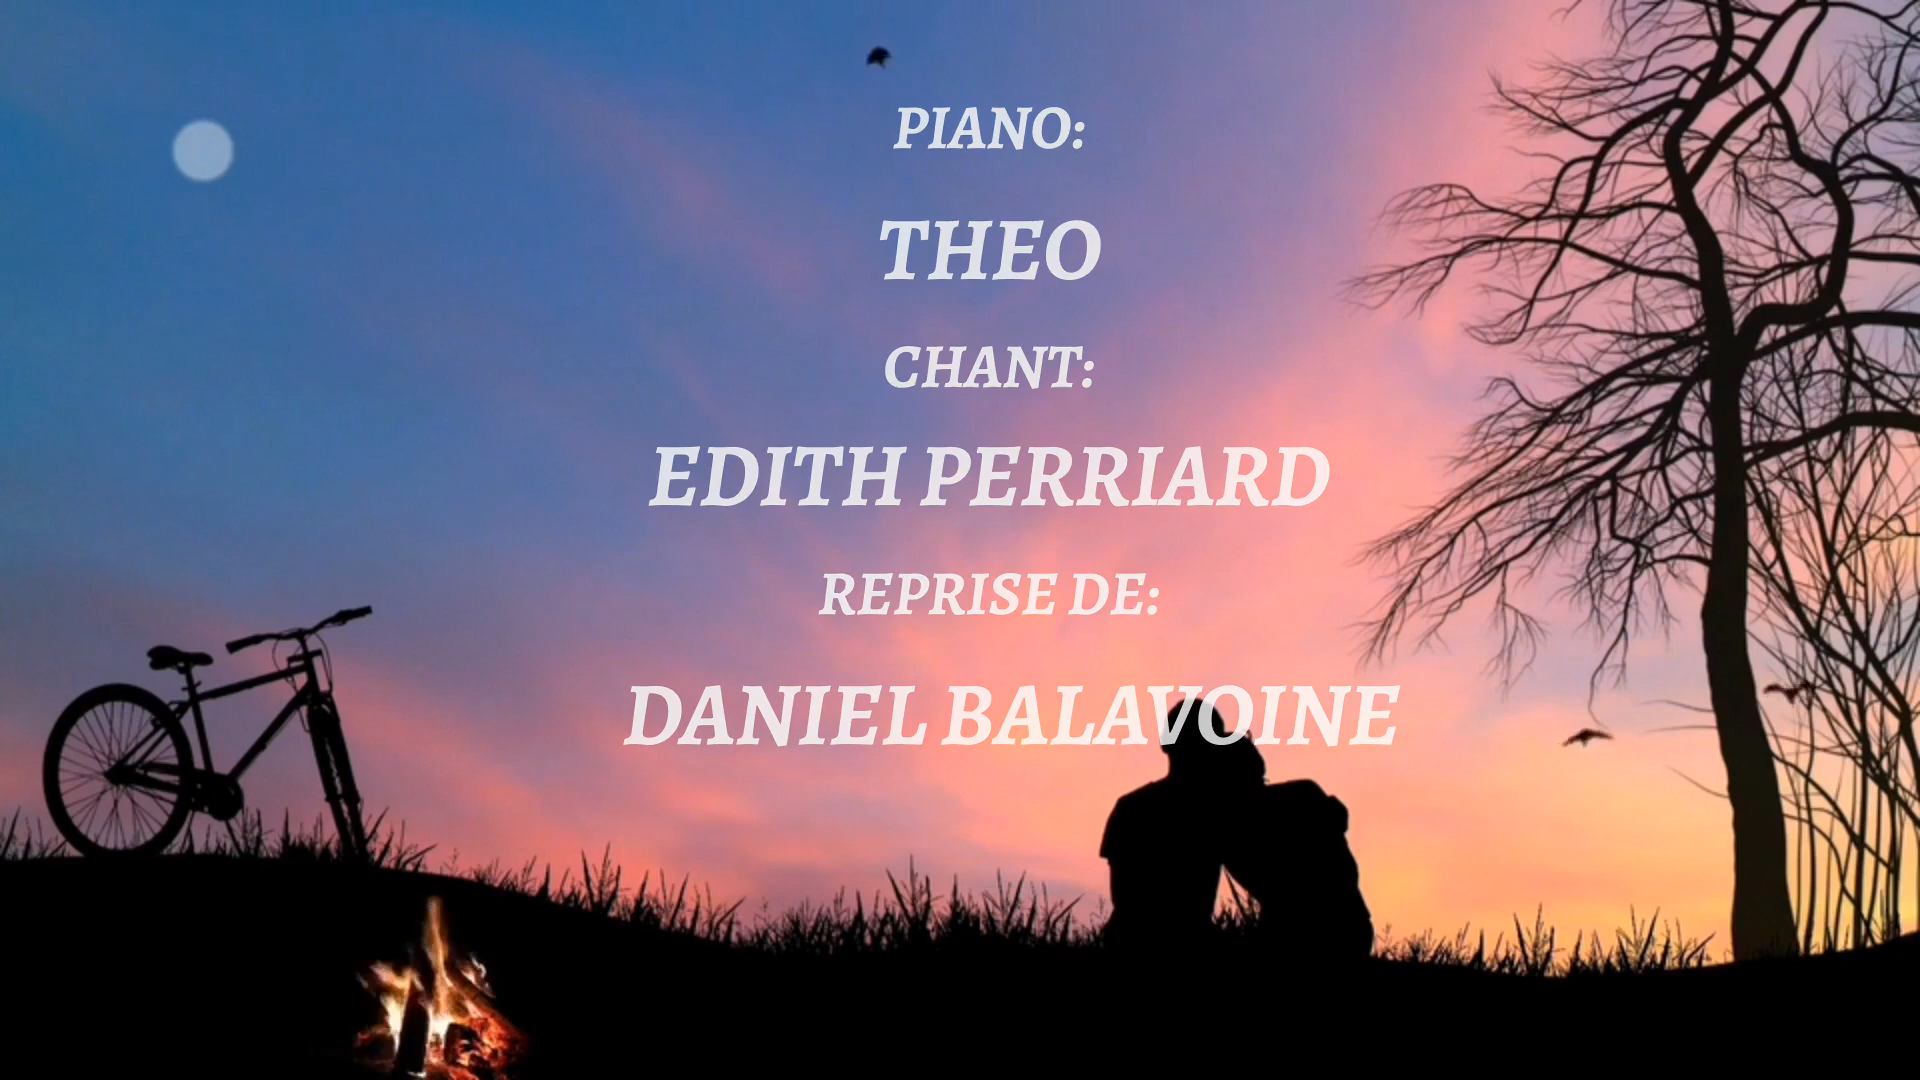 PIANO:
THEO
CHANT:
EDITH PERRIARD
REPRISE DE:
DANIEL BALAVOINE